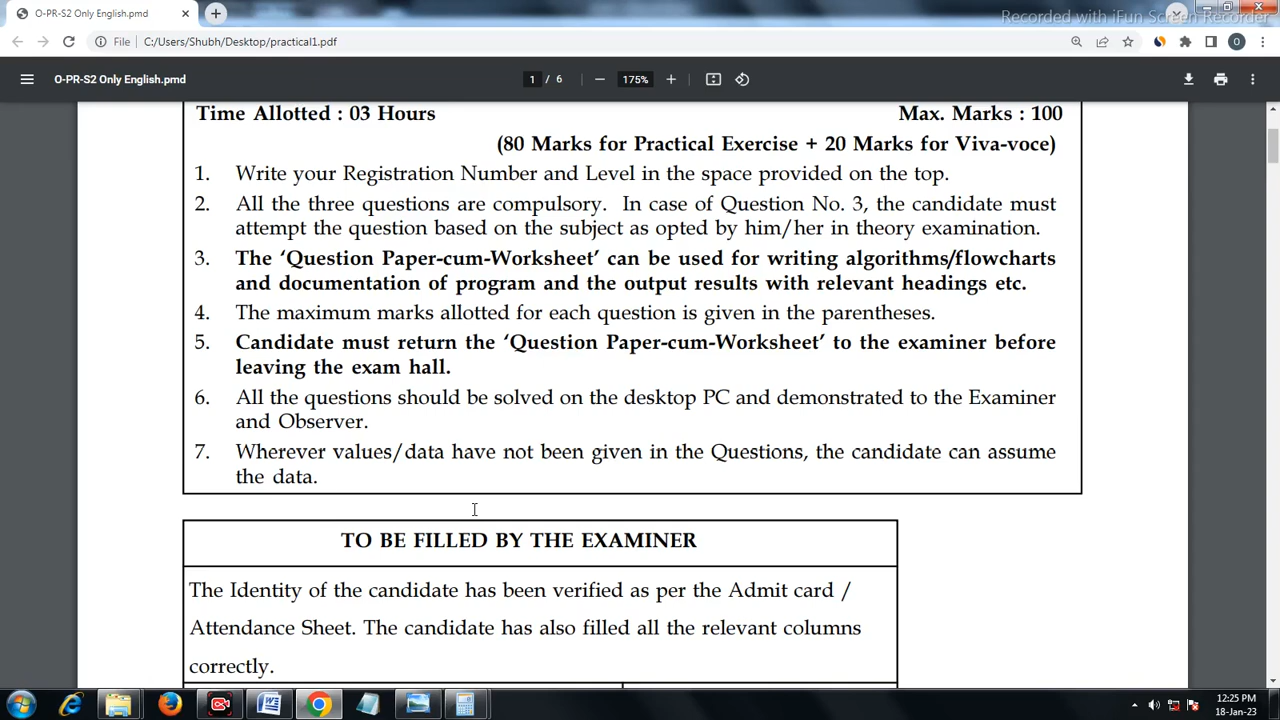 O-PR-S2 Only English.pmd
Recorded with iFun Screen Recorder
File C:/Users/Shubh/Desktop/practical1.pdf
O
O-PR-S2 Only English.pmd 1 / 6 175%
Time Allotted : 03 Hours Max. Marks : 100
(80 Marks for Practical Exercise + 20 Marks for Viva-voce)
1. Write your Registration Number and Level in the space provided on the top.
2. All the three questions are compulsory. In case of Question No. 3, the candidate must
attempt the question based on the subject as opted by him/her in theory examination.
3. The ‘Question Paper-cum-Worksheet’ can be used for writing algorithms/flowcharts
and documentation of program and the output results with relevant headings etc.
4. The maximum marks allotted for each question is given in the parentheses.
5. Candidate must return the ‘Question Paper-cum-Worksheet’ to the examiner before
leaving the exam hall.
6. All the questions should be solved on the desktop PC and demonstrated to the Examiner
and Observer.
7. Wherever values/data have not been given in the Questions, the candidate can assume
the data.
TO BE FILLED BY THE EXAMINER
The Identity of the candidate has been verified as per the Admit card /
Attendance Sheet. The candidate has also filled all the relevant columns
correctly.
12:25 PM
18-Jan-23